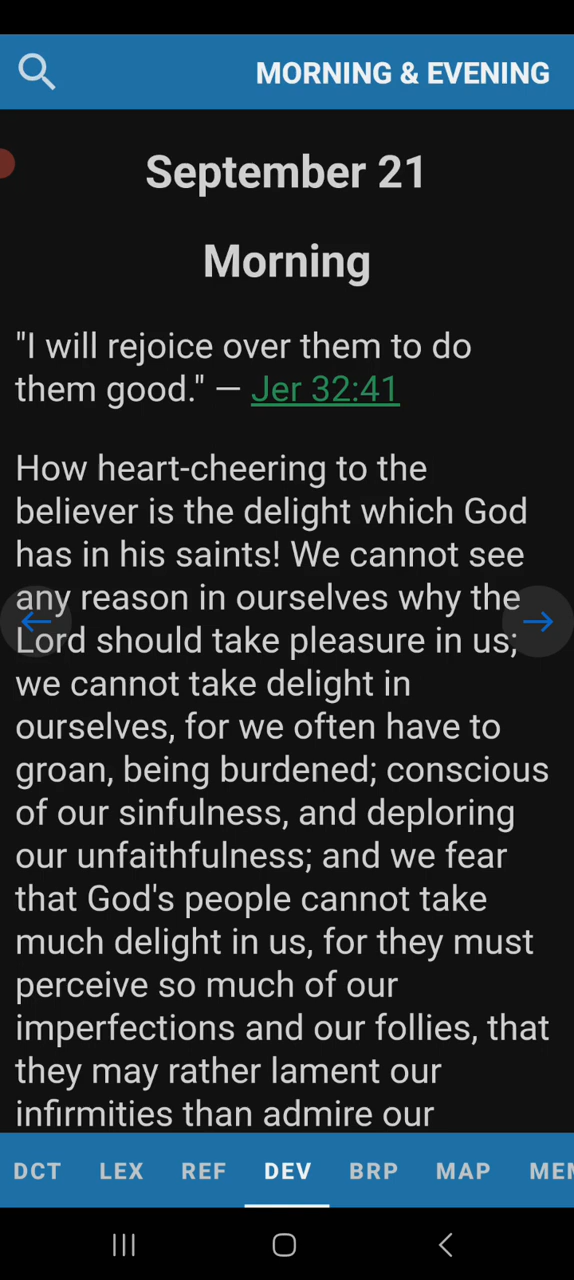 MORNING & EVENING
September 21
Morning
"I will rejoice over them to do
them good." — Jer 32:41
How heart-cheering to the
believer is the delight which God
has in his saints! We cannot see
any reason in ourselves why the
Lord should take pleasure in us;
we cannot take delight in
ourselves, for we often have to
groan, being burdened; conscious
of our sinfulness, and deploring
our unfaithfulness; and we fear
that God's people cannot take
much delight in us, for they must
perceive so much of our
imperfections and our follies, that
they may rather lament our
infirmities than admire our
DCT LEX REF DEV BRP MAP MEM